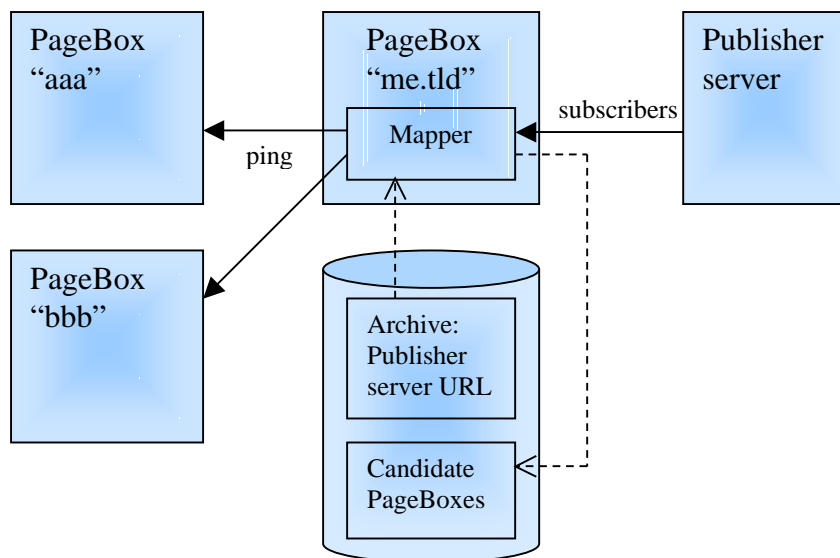 PageBox
“aaa”
PageBox
“me.tld”
Mapper
Publisher
server
subscribers
ping
PageBox
“bbb”
Archive:
Publisher
server URL
Candidate
PageBoxes